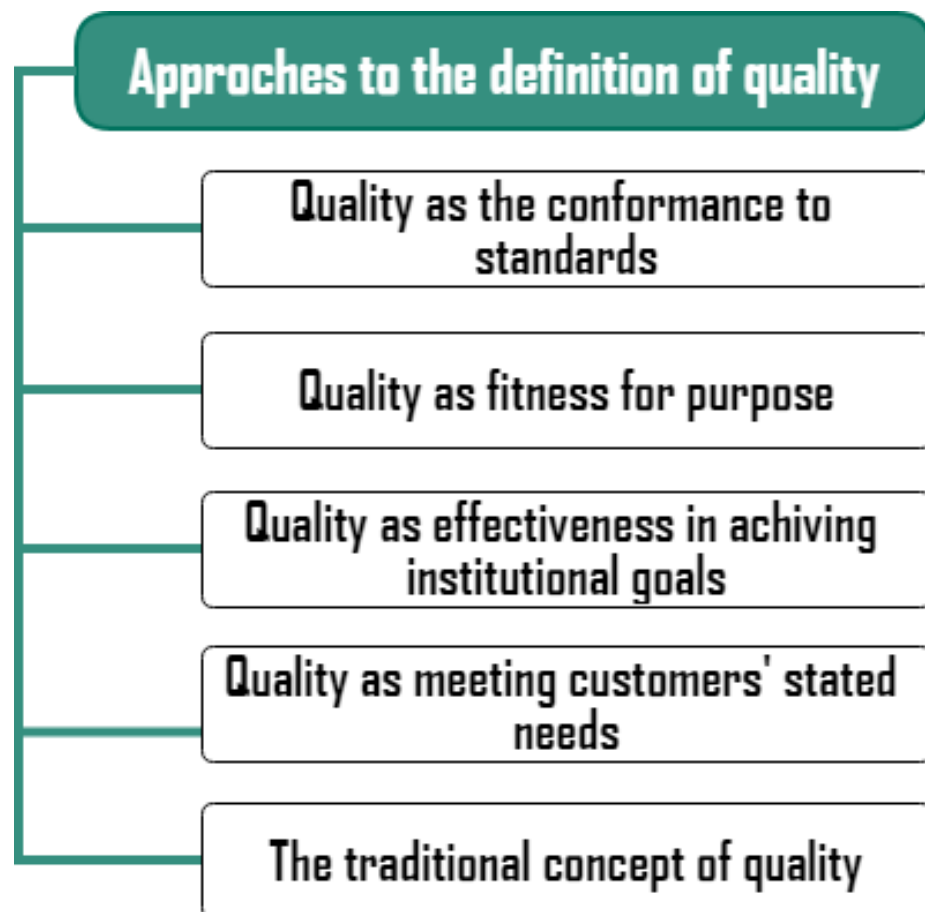 Approches to the definition of quality
Quality as the conformance to
standards
Quality as fitness for purpose
Quality as effectiveness in achiving
institutional goals
Quality as meeting customers' stated
needs
The traditional concept of quality